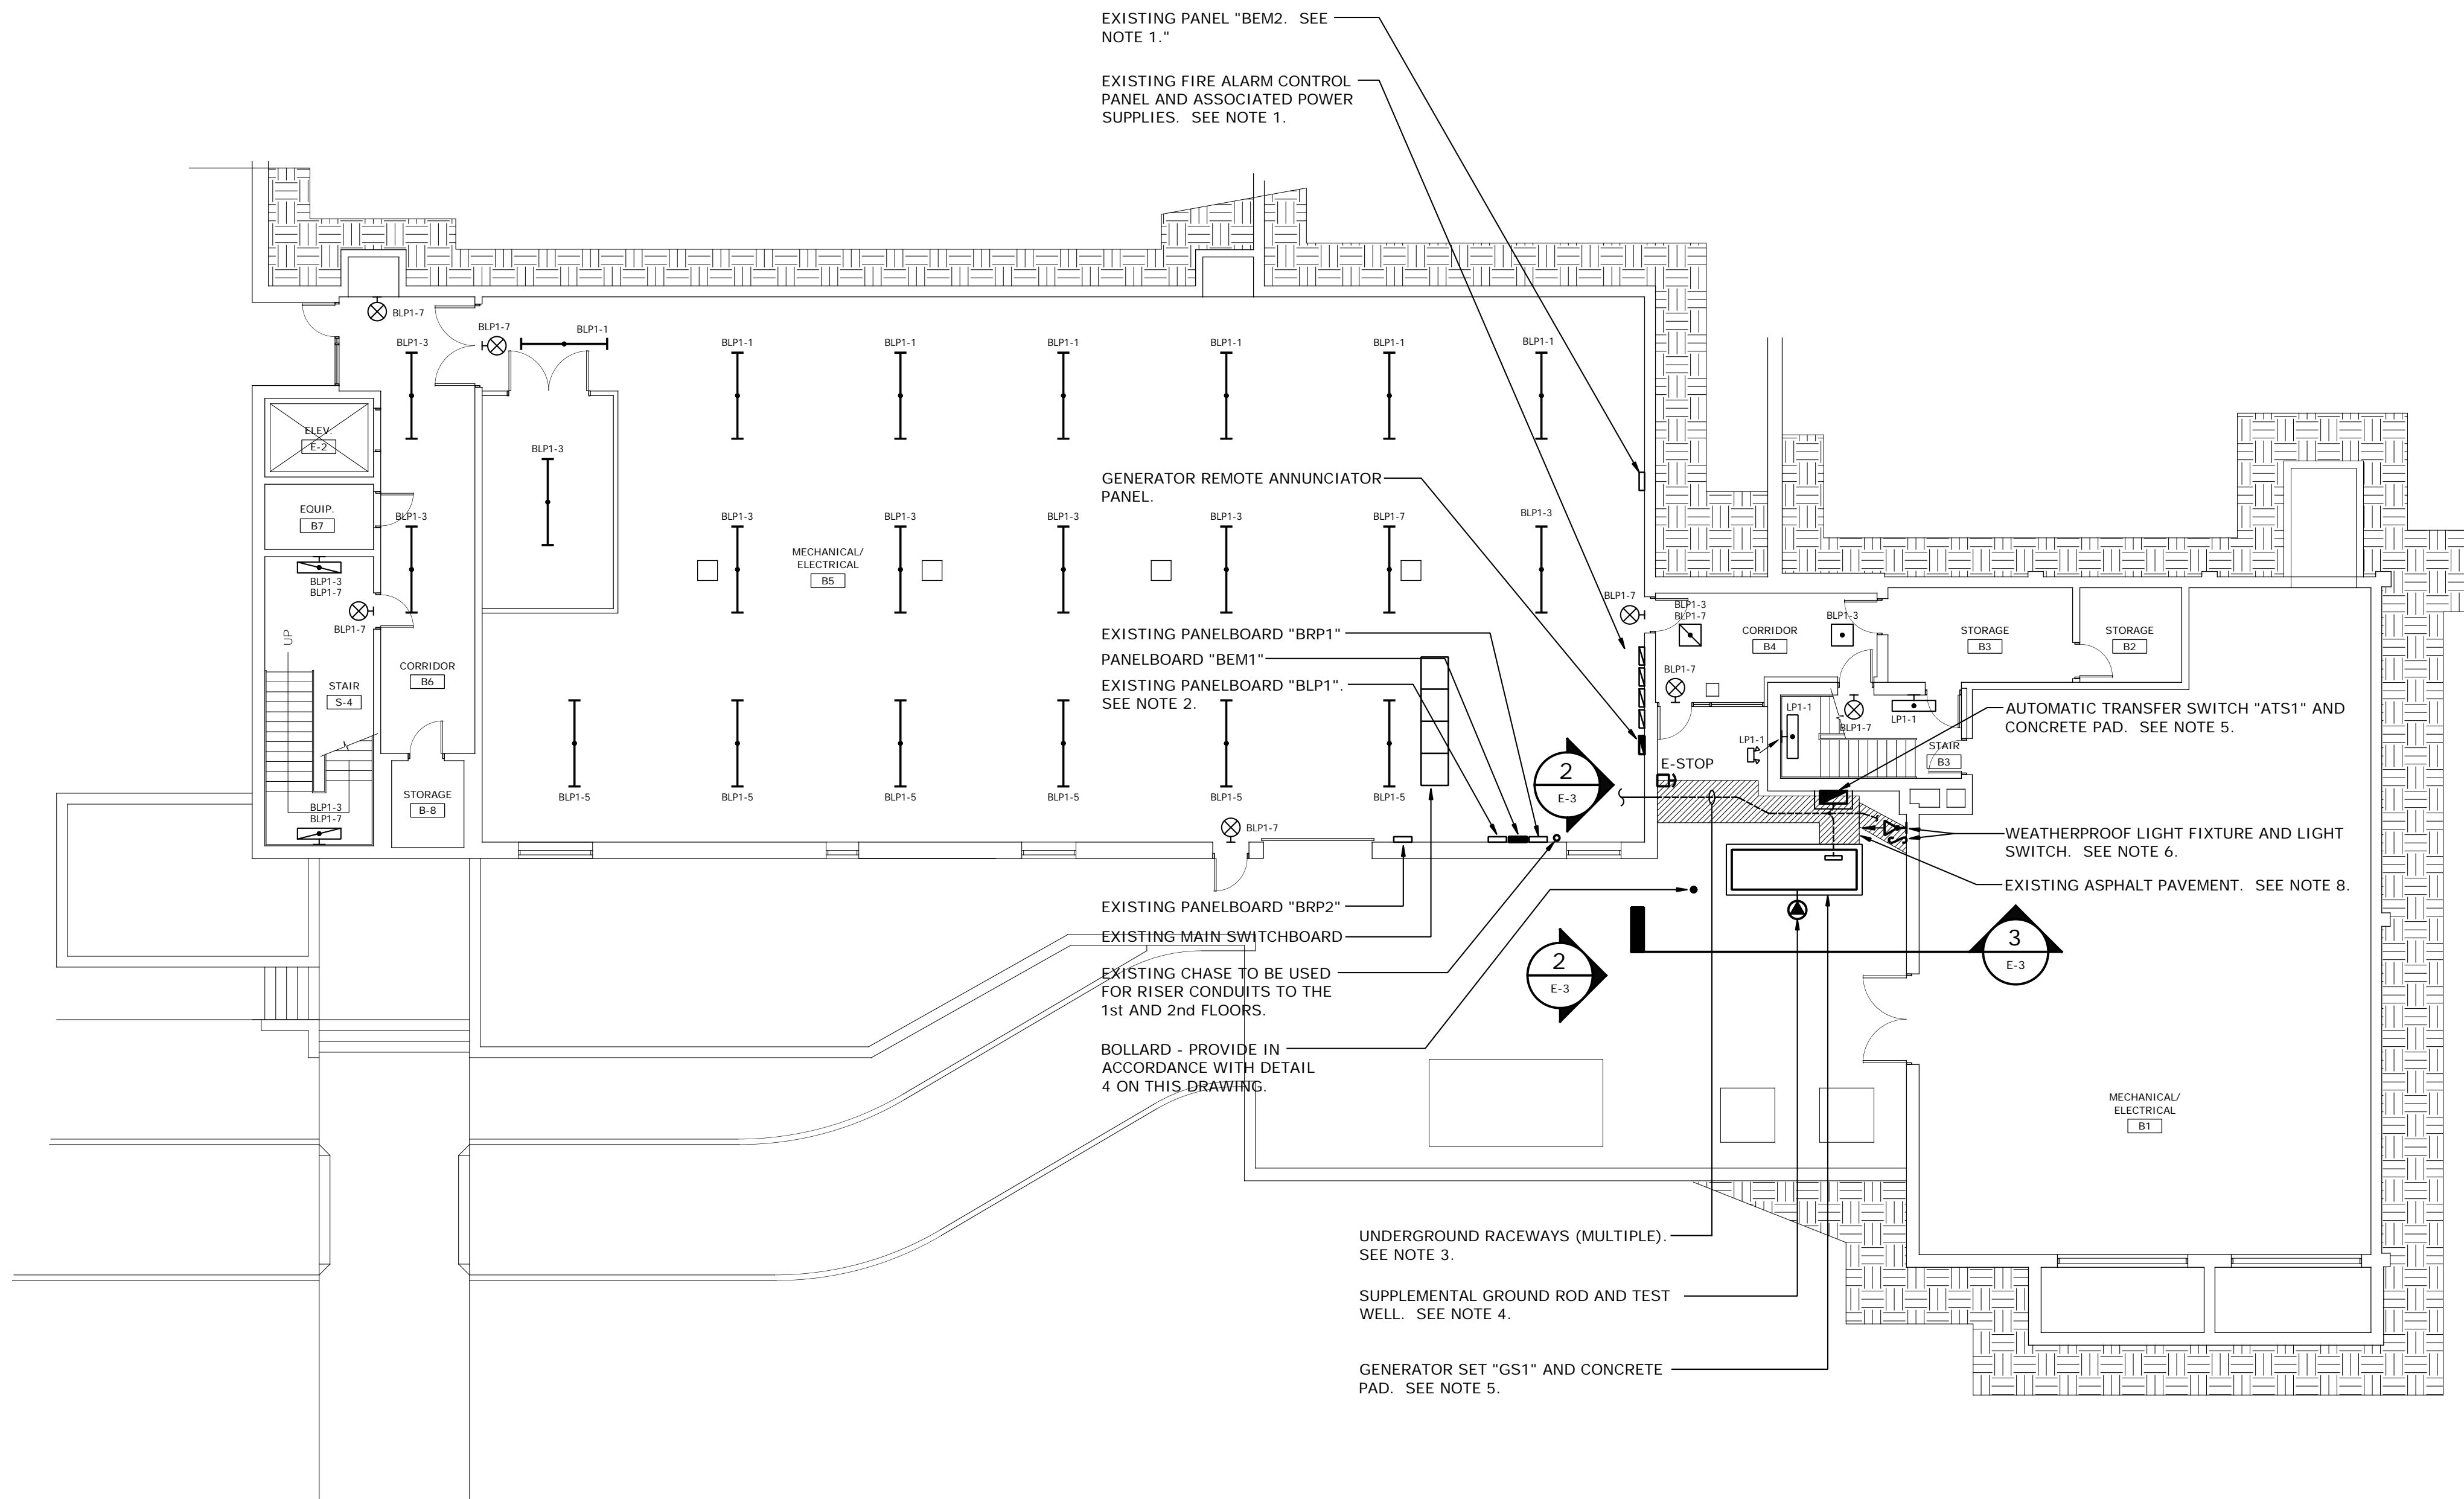 EXISTING PANEL "BEM2. SEE
NOTE 1."
EXISTING FIRE ALARM CONTROL
PANEL AND ASSOCIATED POWER
SUPPLIES. SEE NOTE 1.
BLP1-7
BLP1-7
BLP1-1
BLP1-3
BLP1-1
BLP1-1
BLP1-1
BLP1-1
BLP1-1
BLP1-1
ELEV.
E-2
BLP1-3
GENERATOR REMOTE ANNUNCIATOR
PANEL.
EQUIP.
B7
BLP1-3
BLP1-3
BLP1-3
BLP1-3
BLP1-3
BLP1-7
BLP1-3
MECHANICAL/
ELECTRICAL
B5
BLP1-3
BLP1-7
BLP1-7
UP
BLP1-7
BLP1-3
BLP1-7
BLP1-3
CORRIDOR
B4
STORAGE
B3
STORAGE
B2
EXISTING PANELBOARD "BRP1"
PANELBOARD "BEM1"
EXISTING PANELBOARD "BLP1".
SEE NOTE 2.
CORRIDOR
B6
STAIR
S-4
BLP1-7
LP1-1
BLP1-7
LP1-1
LP1-1
AUTOMATIC TRANSFER SWITCH "ATS1" AND
CONCRETE PAD. SEE NOTE 5.
STAIR
B3
E-STOP
2
E-3
STORAGE
B-8
BLP1-3
BLP1-7
BLP1-5
BLP1-5
BLP1-5
BLP1-5
BLP1-5
BLP1-5
BLP1-7
WEATHERPROOF LIGHT FIXTURE AND LIGHT
SWITCH. SEE NOTE 6.
EXISTING ASPHALT PAVEMENT. SEE NOTE 8.
EXISTING PANELBOARD "BRP2"
EXISTING MAIN SWITCHBOARD
3
E-3
2
E-3
EXISTING CHASE TO BE USED
FOR RISER CONDUITS TO THE
1st AND 2nd FLOORS.
BOLLARD - PROVIDE IN
ACCORDANCE WITH DETAIL
4 ON THIS DRAWING.
MECHANICAL/
ELECTRICAL
B1
UNDERGROUND RACEWAYS (MULTIPLE).
SEE NOTE 3.
SUPPLEMENTAL GROUND ROD AND TEST
WELL. SEE NOTE 4.
GENERATOR SET "GS1" AND CONCRETE
PAD. SEE NOTE 5.